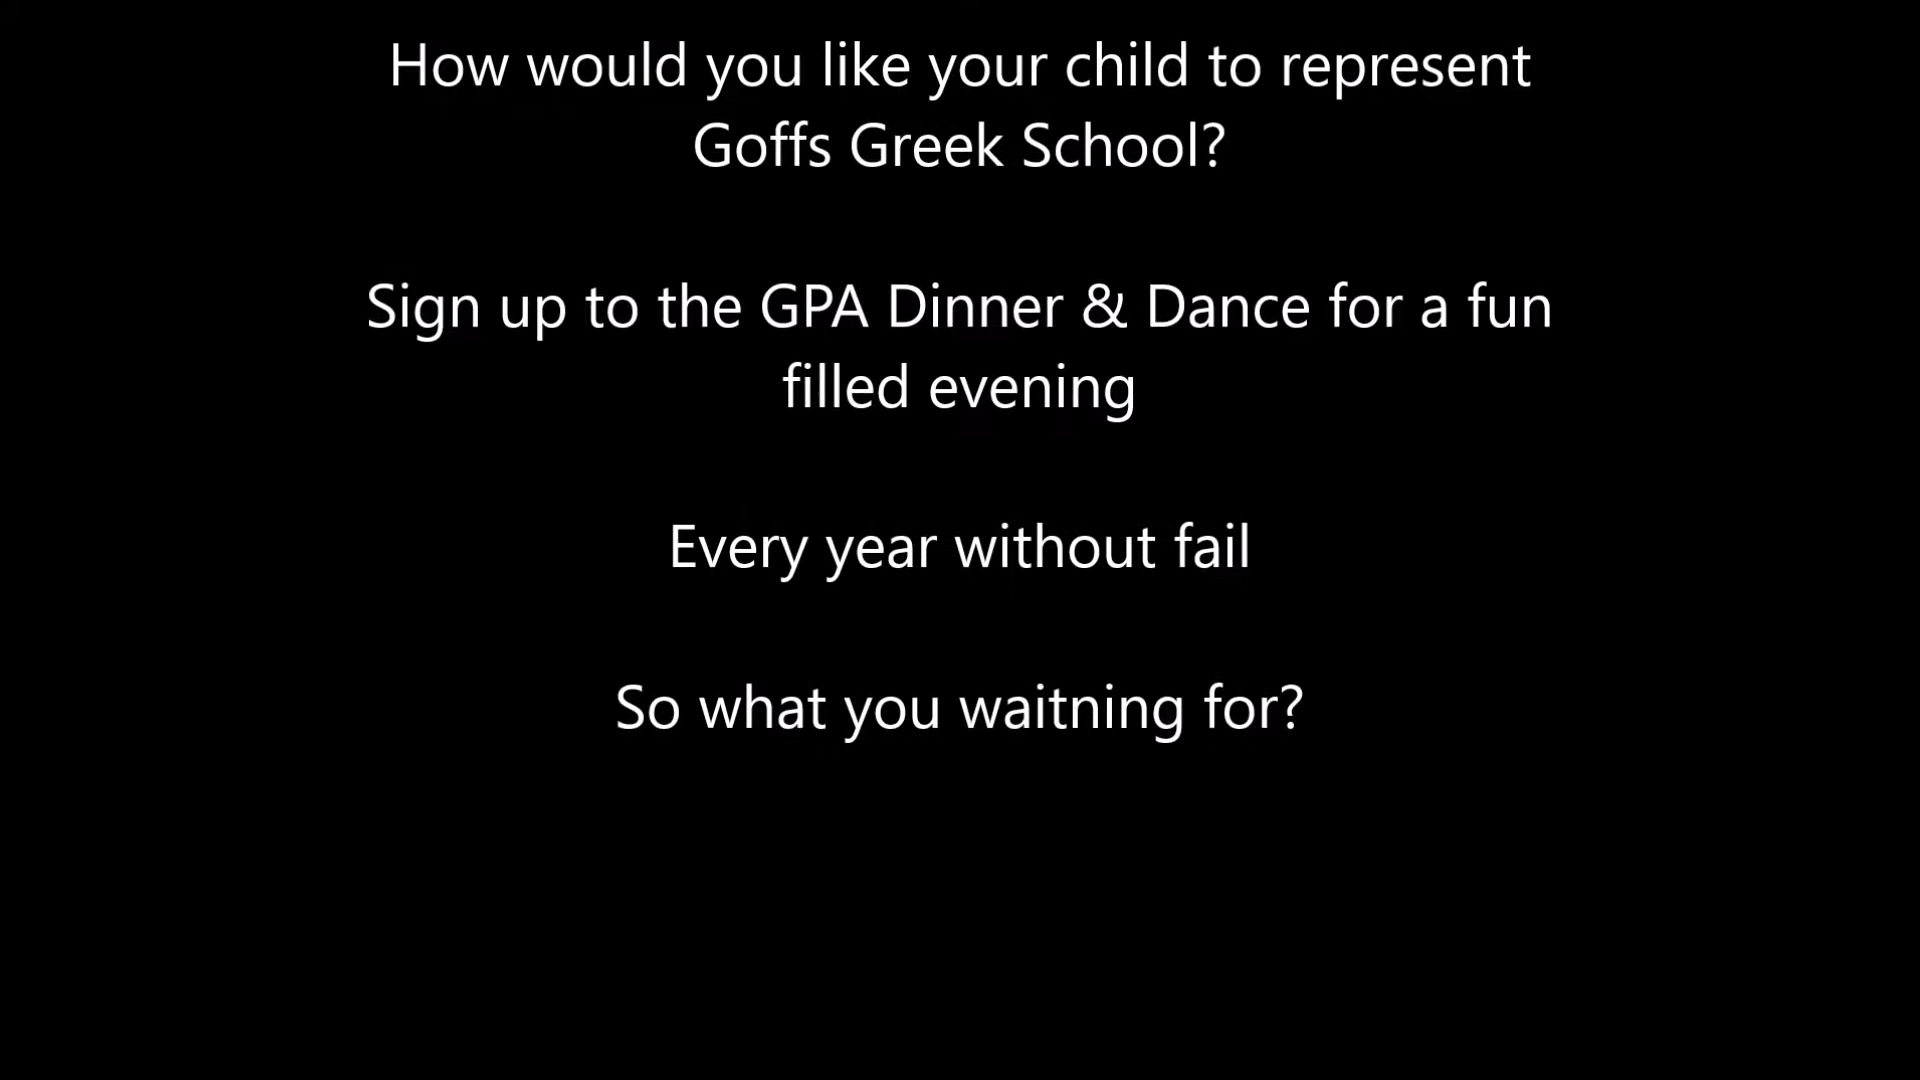 How would you like your child to represent
Goffs Greek School?
Sign up to the GPA Dinner & Dance for a fun
filled evening
Every year without fail
So what you waitning for?